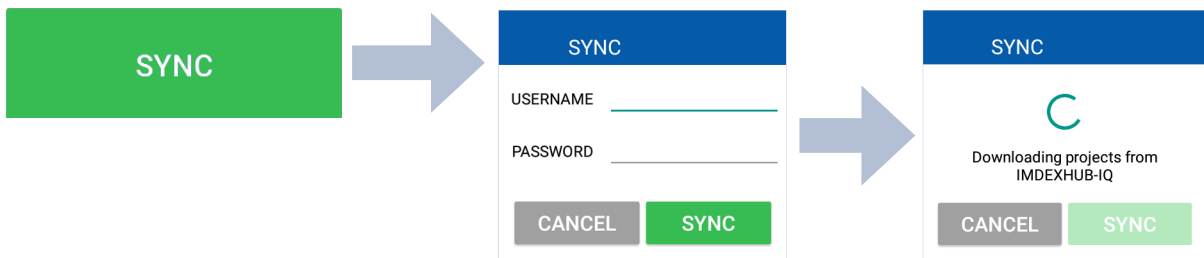 SYNC
SYNC
USERNAME
PASSWORD
CANCEL SYNC
SYNC
Downloading projects from
IMDEXHUB-IQ
CANCEL SYNC